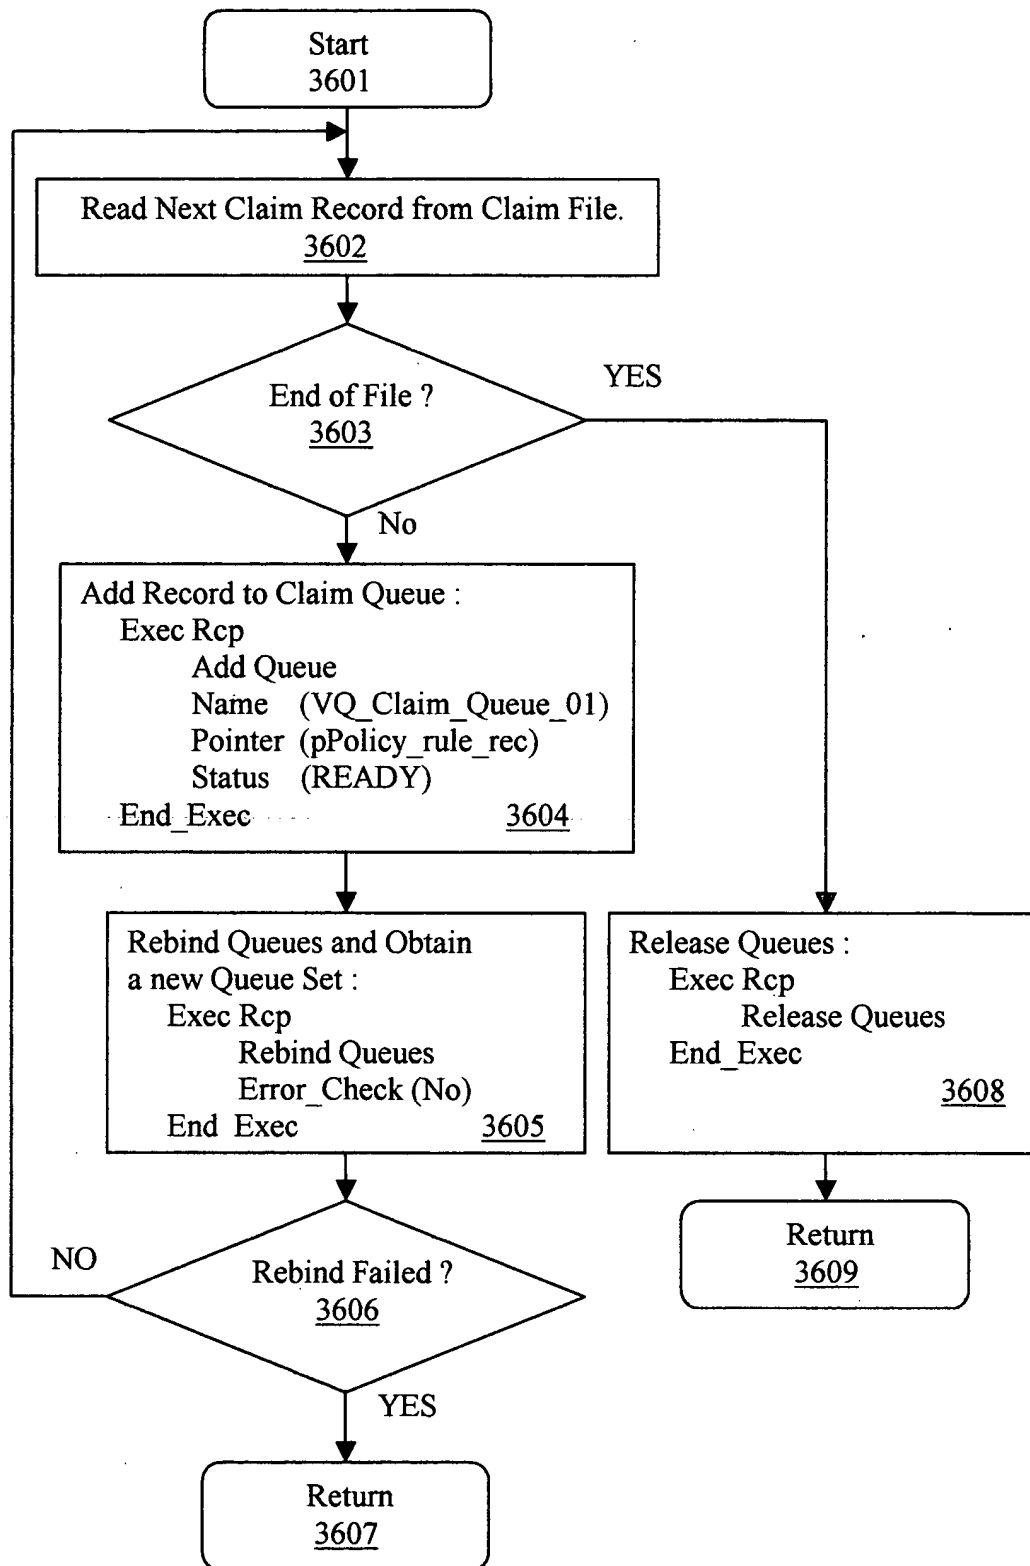 Start
3601
Read Next Claim Record from Claim File.
3602
End of File ?
3603
YES
No
Add Record to Claim Queue :
Exec Rcp
Add Queue
Name (VQ_Claim_Queue_01)
Pointer (pPolicy_rule_rec)
Status (READY)
End_Exec 3604
Rebind Queues and Obtain
a new Queue Set :
Exec Rcp
Rebind Queues
Error_Check (No)
End Exec 3605
Release Queues :
Exec Rcp
Release Queues
End_Exec
3608
Rebind Failed ?
3606
NO
YES
Return
3609
Return
3607